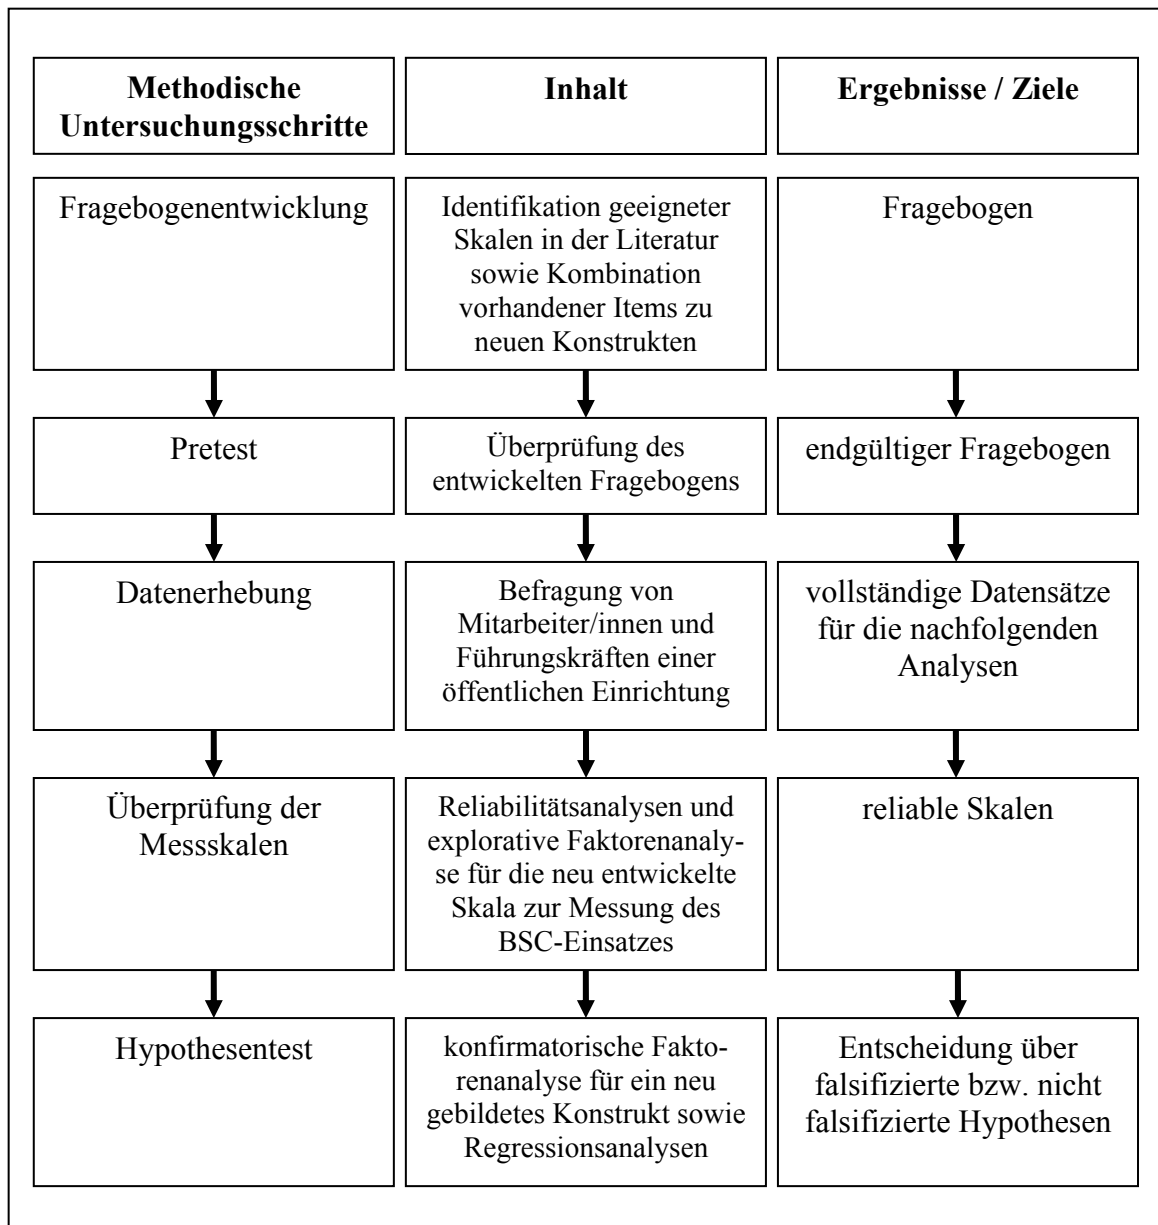 Methodische
Untersuchungsschritte
Inhalt
Ergebnisse / Ziele
Fragebogenentwicklung
Identifikation geeigneter
Skalen in der Literatur
sowie Kombination
vorhandener Items zu
neuen Konstrukten
Fragebogen
Pretest
Überprüfung des
entwickelten Fragebogens
endgültiger Fragebogen
Datenerhebung
Befragung von
Mitarbeiter/innen und
Führungskräften einer
öffentlichen Einrichtung
vollständige Datensätze
für die nachfolgenden
Analysen
Überprüfung der
Messskalen
Reliabilitätsanalysen und
explorative Faktorenanaly-
se für die neu entwickelte
Skala zur Messung des
BSC-Einsatzes
reliable Skalen
Hypothesentest
konfirmatorische Fakto-
renanalyse für ein neu
gebildetes Konstrukt sowie
Regressionsanalysen
Entscheidung über
falsifizierte bzw. nicht
falsifizierte Hypothesen